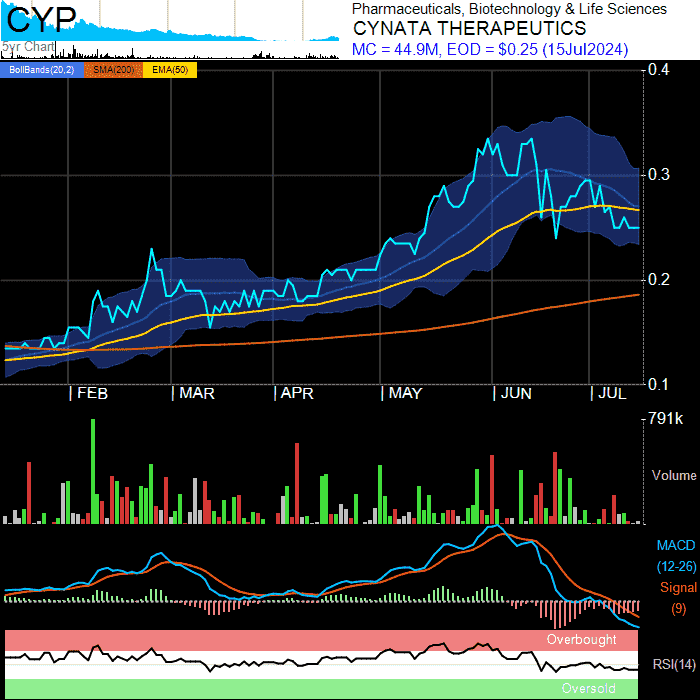 CYP
5yr Chart
Pharmaceuticals, Biotechnology & Life Sciences
CYNATA THERAPEUTICS
MC = 44.9M, EOD = $0.25 (15Jul2024)
BollBands(20,2) SMA(200) EMA(50)
0.4
0.3
0.2
0.1
FEB MAR APR MAY JUN JUL
791k
Volume
MACD
(12-26)
Signal
(9)
Overbought
RSI(14)
Oversold